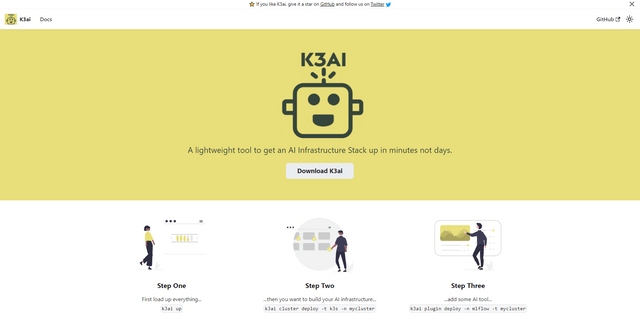 ⭐ If you like K3ai, give it a star on GitHub and follow us on Twitter
K3ai Docs GitHub
K3AI
A lightweight tool to get an AI Infrastructure Stack up in minutes not days.
Download K3ai
Step One
First load up everything...
k3ai up
Step Two
...then you want to build your AI infrastructure...
k3ai cluster deploy -t k3s -n mycluster
Step Three
...add some AI tool...
k3ai plugin deploy -n mlflow -t mycluster